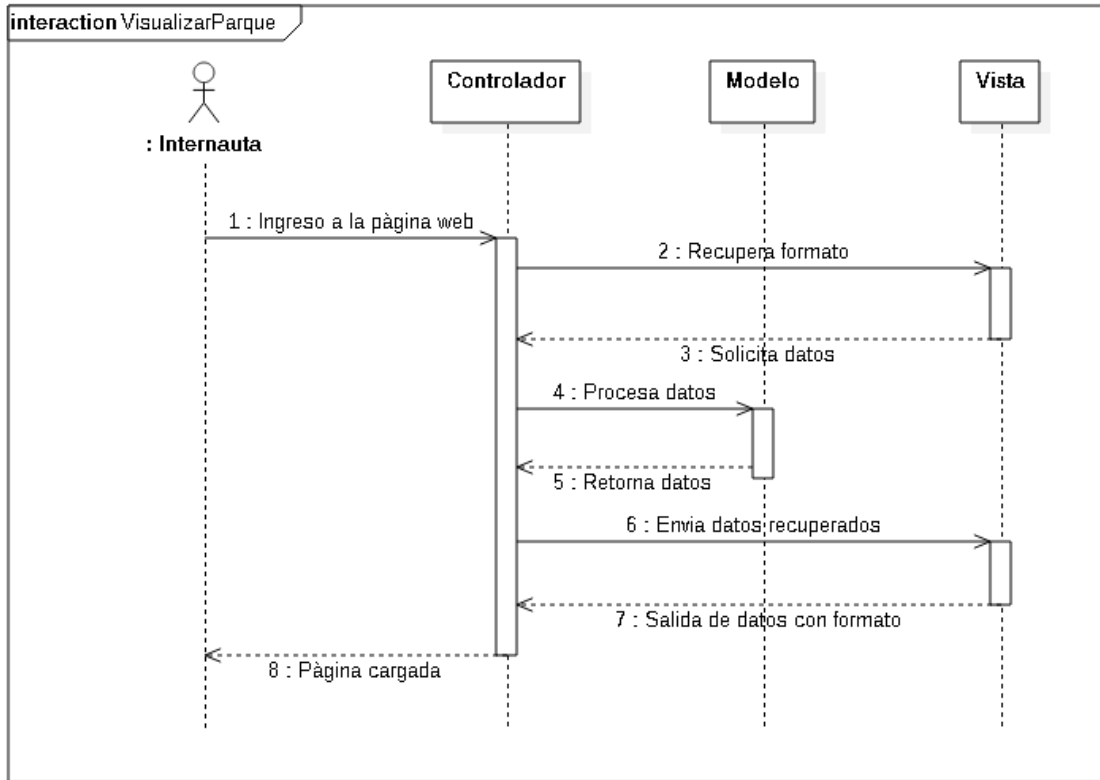 interaction VisualizarParque
Controlador
Modelo
Vista
: Internauta
1 : Ingreso a la pàgina web
2 : Recupera formato
3 : Solicita datos
4 : Procesa datos
5 : Retorna datos
6 : Envia datos recuperados
7 : Salida de datos con formato
8 : Pàgina cargada